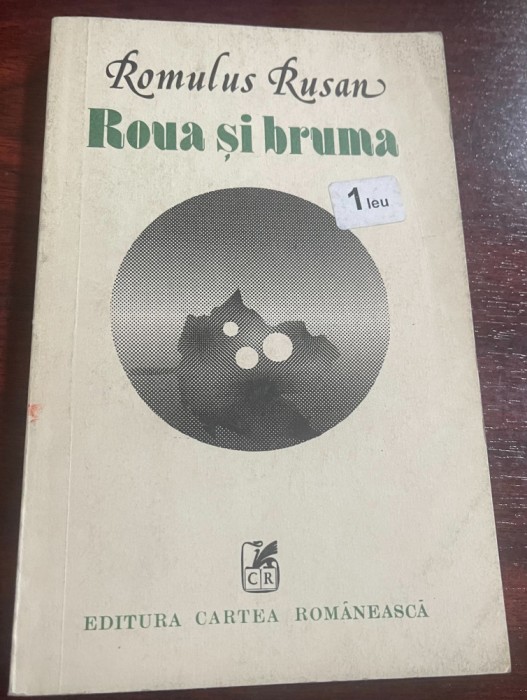 Romulus Rusan
Roua și bruma
1 leu
CR
EDITURA CARTEA ROMÂNEASCĂ